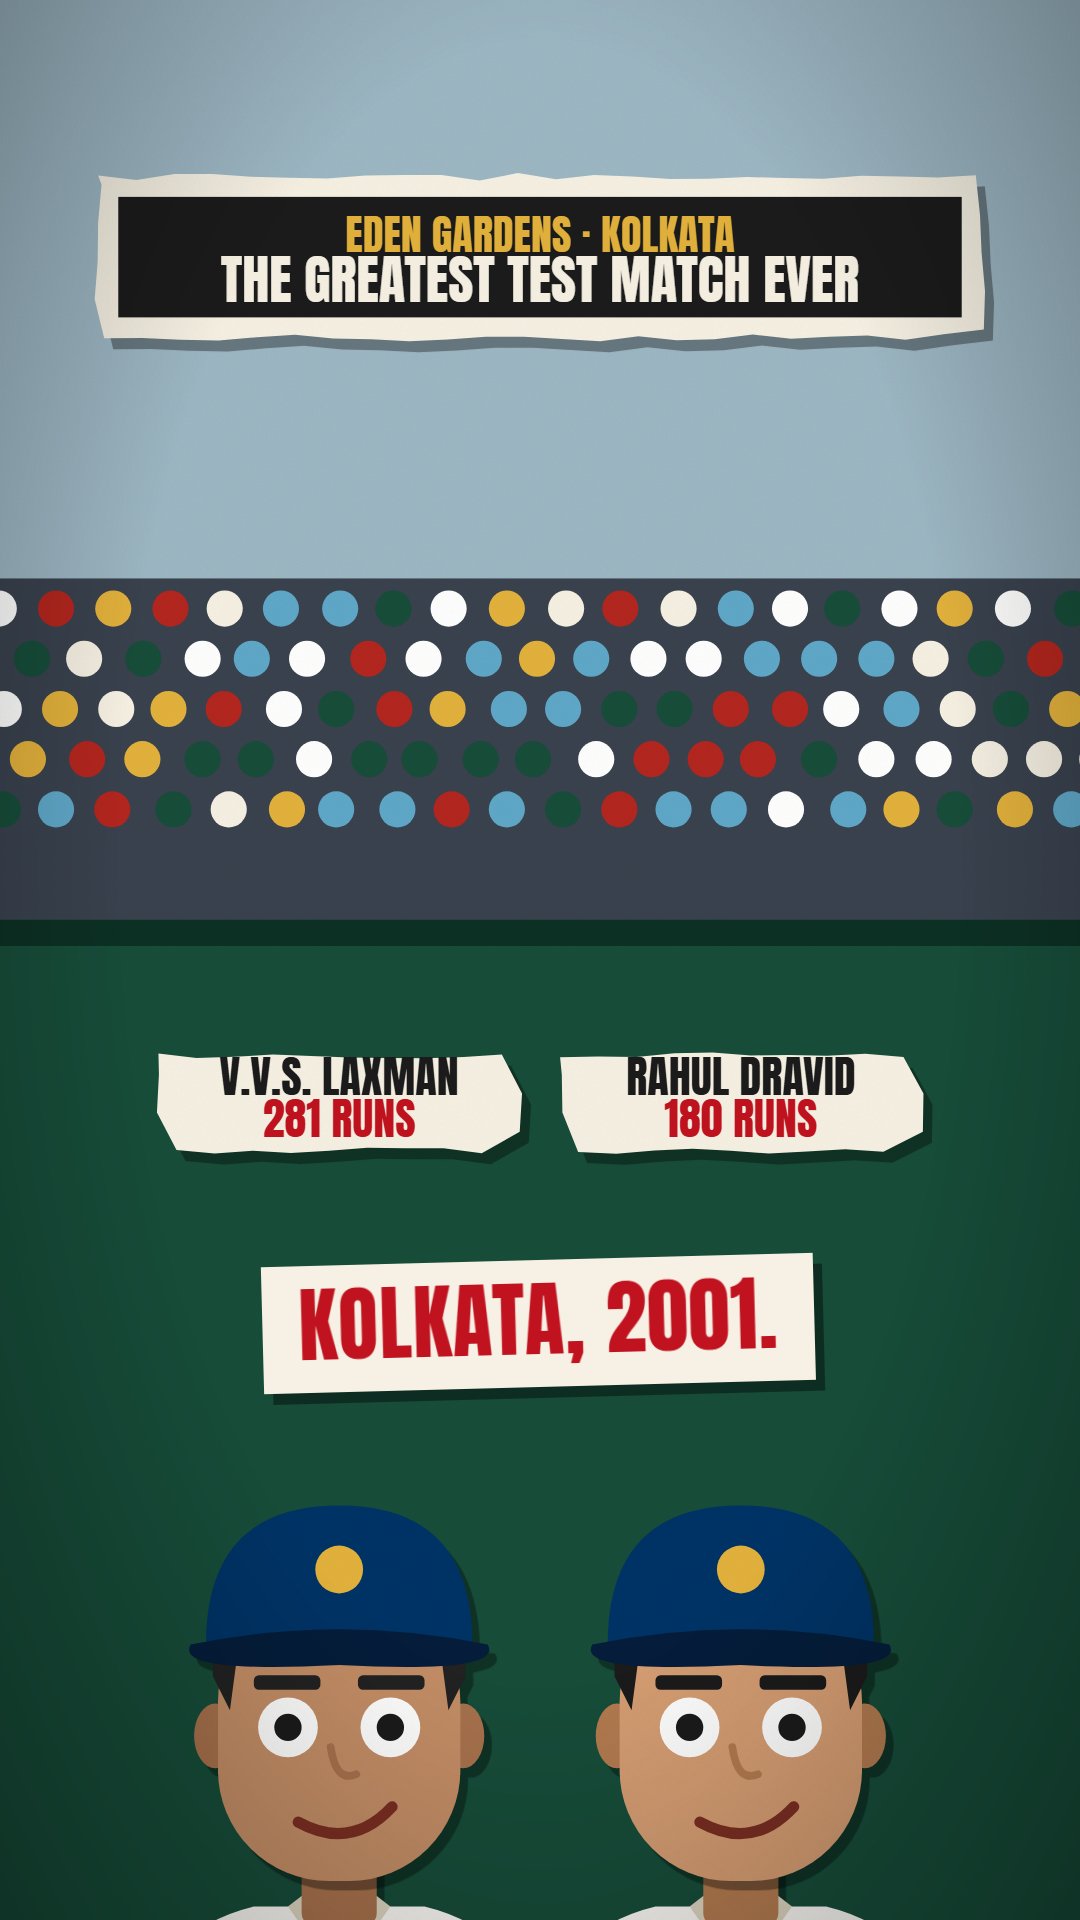 EDEN GARDENS · KOLKATA
THE GREATEST TEST MATCH EVER
V.V.S. LAXMAN
281 RUNS
RAHUL DRAVID
180 RUNS
KOLKATA, 2001.